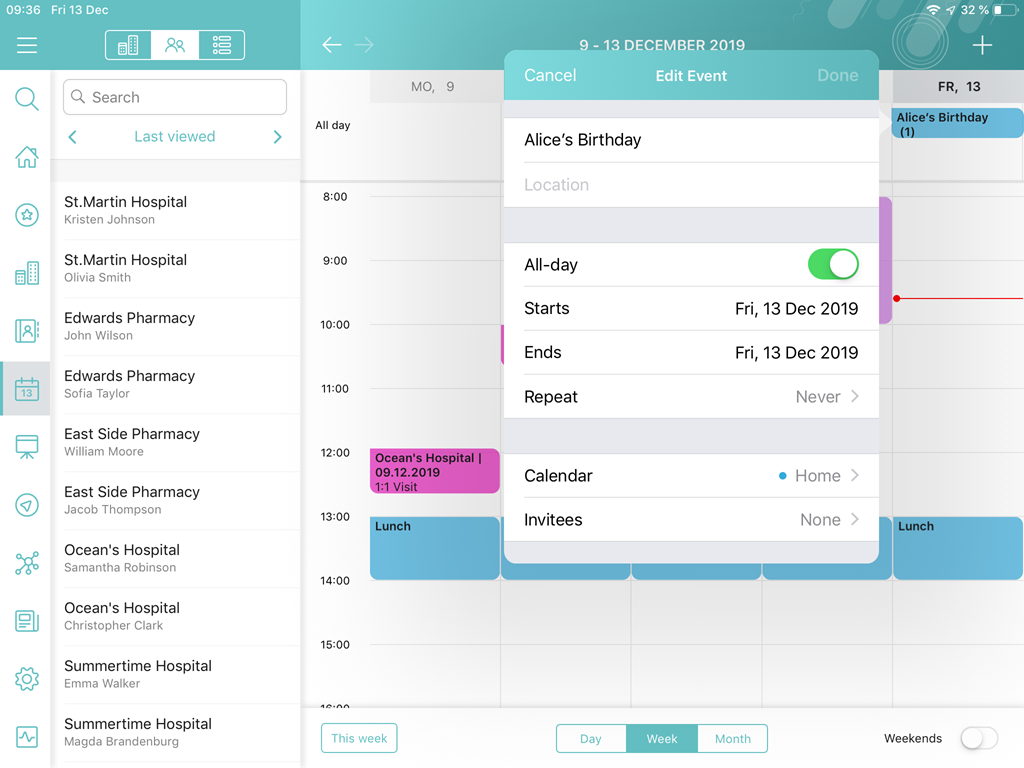 09:36 Fri 13 Dec
32 %
9 - 13 DECEMBER 2019
Search
Last viewed
St.Martin Hospital
Kristen Johnson
St.Martin Hospital
Olivia Smith
Edwards Pharmacy
John Wilson
Edwards Pharmacy
Sofia Taylor
East Side Pharmacy
William Moore
East Side Pharmacy
Jacob Thompson
Ocean's Hospital
Samantha Robinson
Ocean's Hospital
Christopher Clark
Summertime Hospital
Emma Walker
Summertime Hospital
Magda Brandenburg
13
MO, 9
FR, 13
All day
Alice’s Birthday
(1)
8:00
9:00
10:00
11:00
12:00
13:00
14:00
15:00
16:00
Ocean's Hospital |
09.12.2019
1:1 Visit
Lunch
Lunch
Cancel
Edit Event
Done
Alice’s Birthday
Location
All-day
Starts
Fri, 13 Dec 2019
Ends
Fri, 13 Dec 2019
Repeat
Never
Calendar
Home
Invitees
None
This week
Day
Week
Month
Weekends